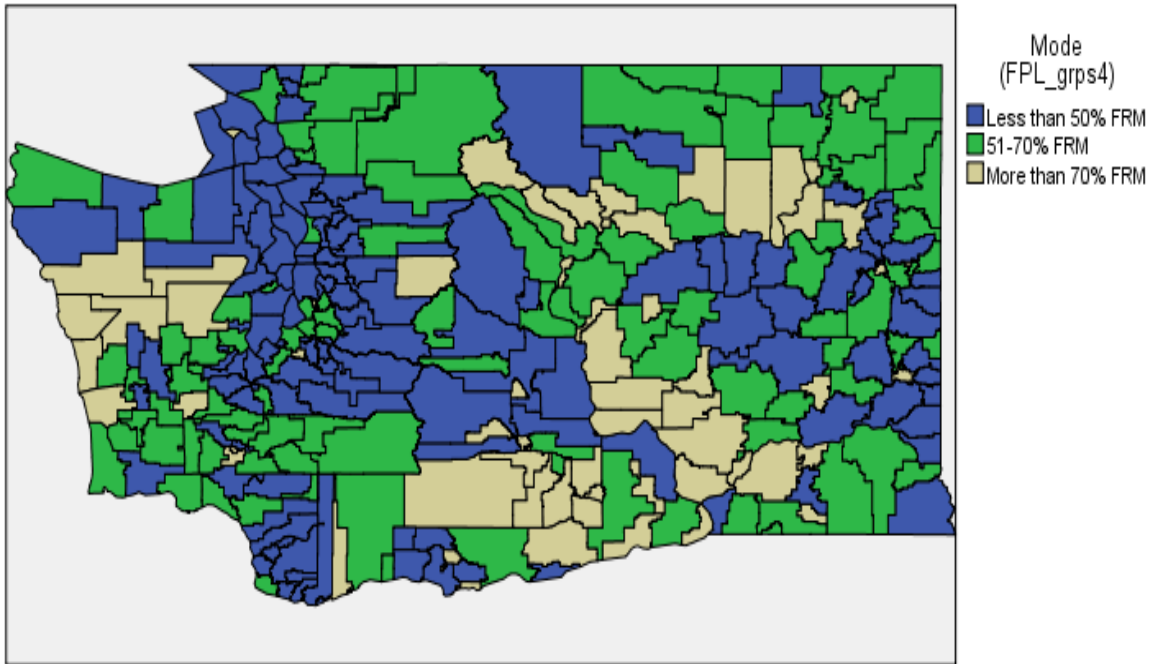 Mode
(FPL_grps4)
Less than 50% FRM
51-70% FRM
More than 70% FRM